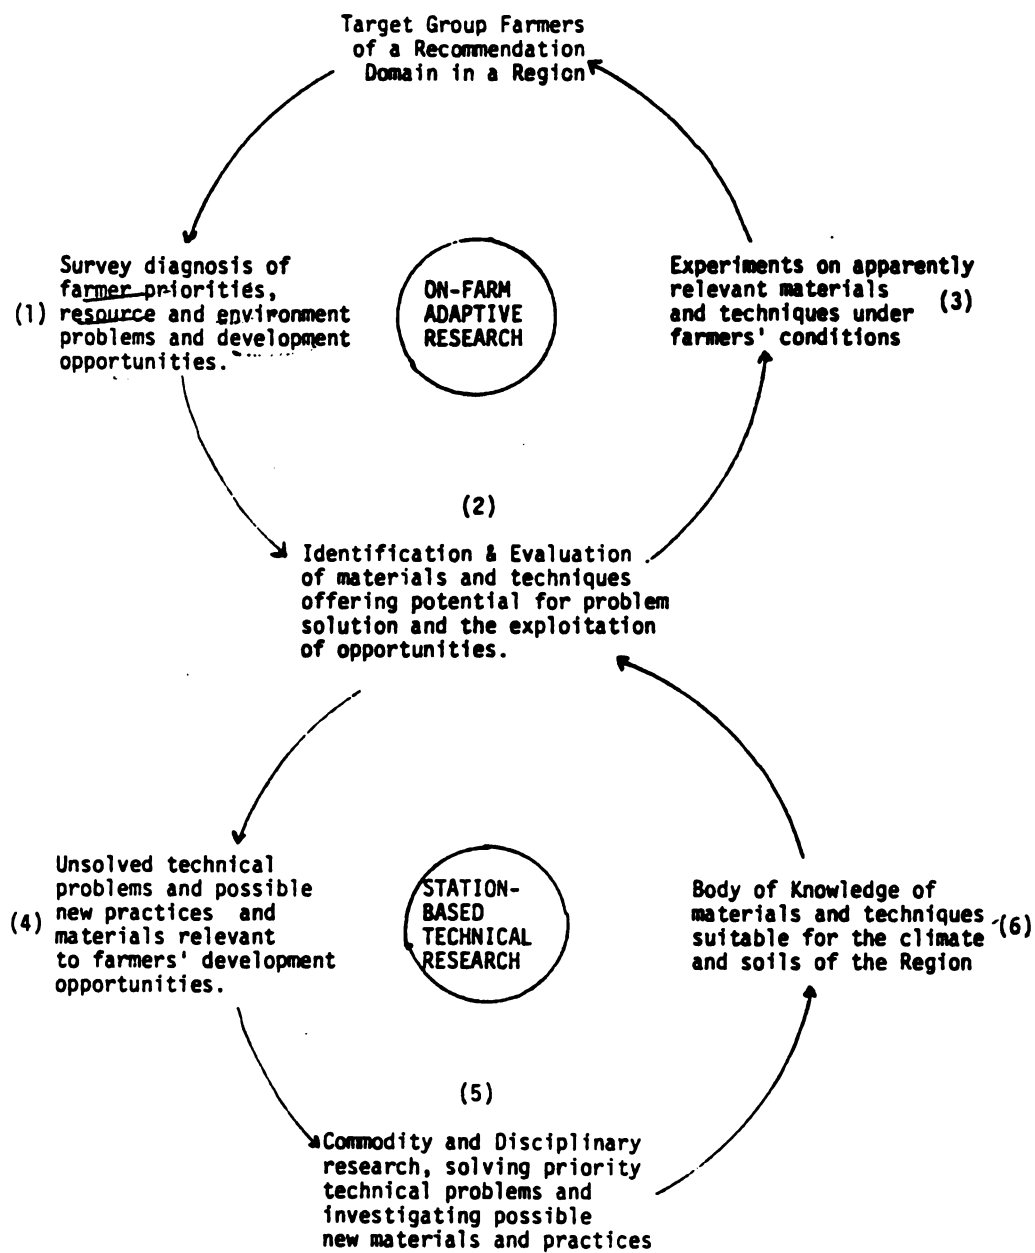 Target Group Farmers
of a Recommendation
Domain in a Region
Survey diagnosis of
farmer priorities,
(1) resource and environment
problems and development
opportunities.
ON-FARM
ADAPTIVE
RESEARCH
Experiments on apparently
relevant materials
and techniques under (3)
farmers' conditions
(2)
Identification & Evaluation
of materials and techniques
offering potential for problem
solution and the exploitation
of opportunities.
Unsolved technical
problems and possible
(4) new practices and
materials relevant
to farmers' development
opportunities.
STATION-
BASED
TECHNICAL
RESEARCH
Body of Knowledge of
materials and techniques
suitable for the climate (6)
and soils of the Region
(5)
Commodity and Disciplinary
research, solving priority
technical problems and
investigating possible
new materials and practices